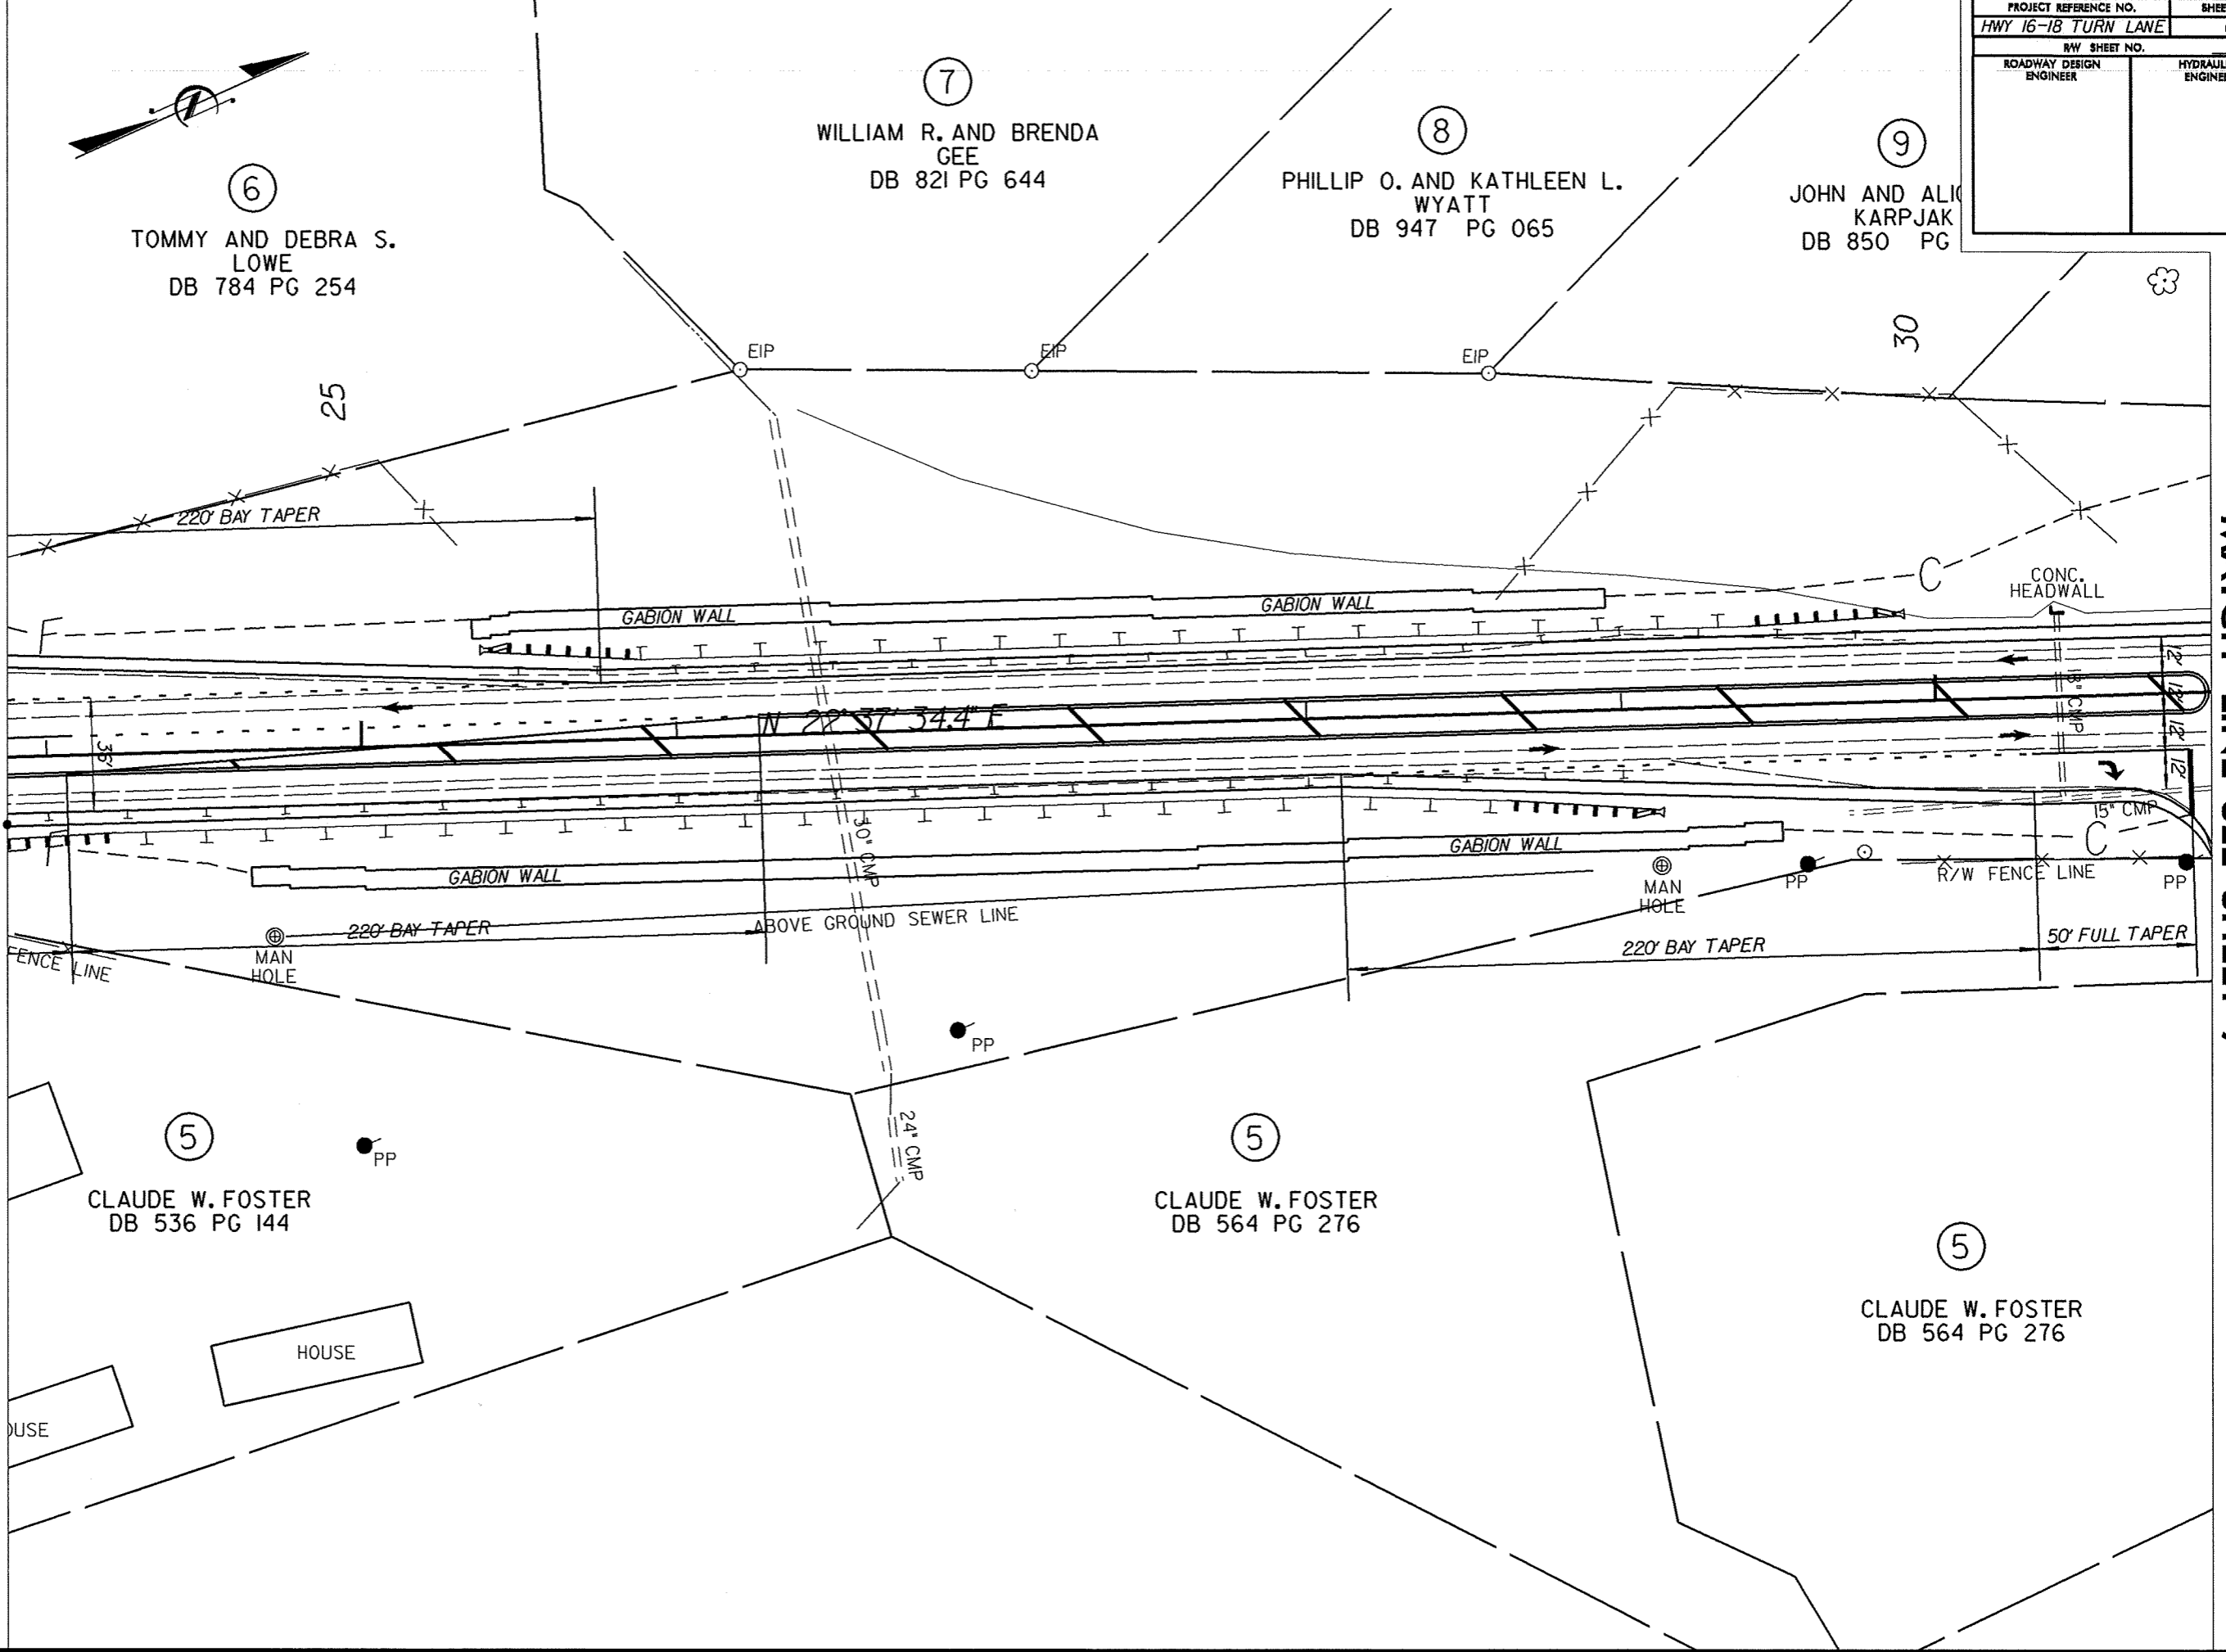 PROJECT REFERENCE NO.
HWY 16-18 TURN LANE
R/W SHEET NO.
ROADWAY DESIGN
ENGINEER
7
WILLIAM R. AND BRENDA
GEE
DB 821 PG 644
8
PHILLIP O. AND KATHLEEN L.
WYATT
DB 947 PG 065
9
JOHN AND
KARPJAK
DB 850 PG
6
TOMMY AND DEBRA S.
LOWE
DB 784 PG 254
EIP
EIP
EIP
25
30
220' BAY TAPER
F
C
CONC.
HEADWALL
GABION WALL
GABION WALL
12'
12'
12'
12'
18" CMP
N 22° 37' 34.4" E
36'
30" CMP
15" CMP
F
C
GABION WALL
GABION WALL
MAN
HOLE
PP
R/W FENCE LINE
PP
220' BAY TAPER
ABOVE GROUND SEWER LINE
220' BAY TAPER
50' FULL TAPER
FENCE LINE
MAN
HOLE
PP
24" CMP
5
PP
CLAUDE W. FOSTER
DB 536 PG 144
5
CLAUDE W. FOSTER
DB 564 PG 276
5
CLAUDE W. FOSTER
DB 564 PG 276
HOUSE